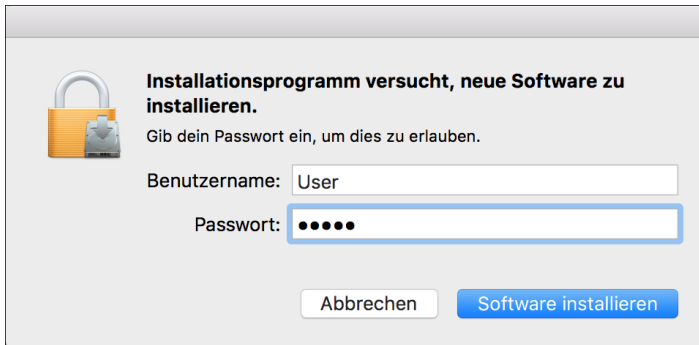 Installationsprogramm versucht, neue Software zu
installieren.
Gib dein Passwort ein, um dies zu erlauben.
Benutzername: User
Passwort: •••••
Abbrechen Software installieren